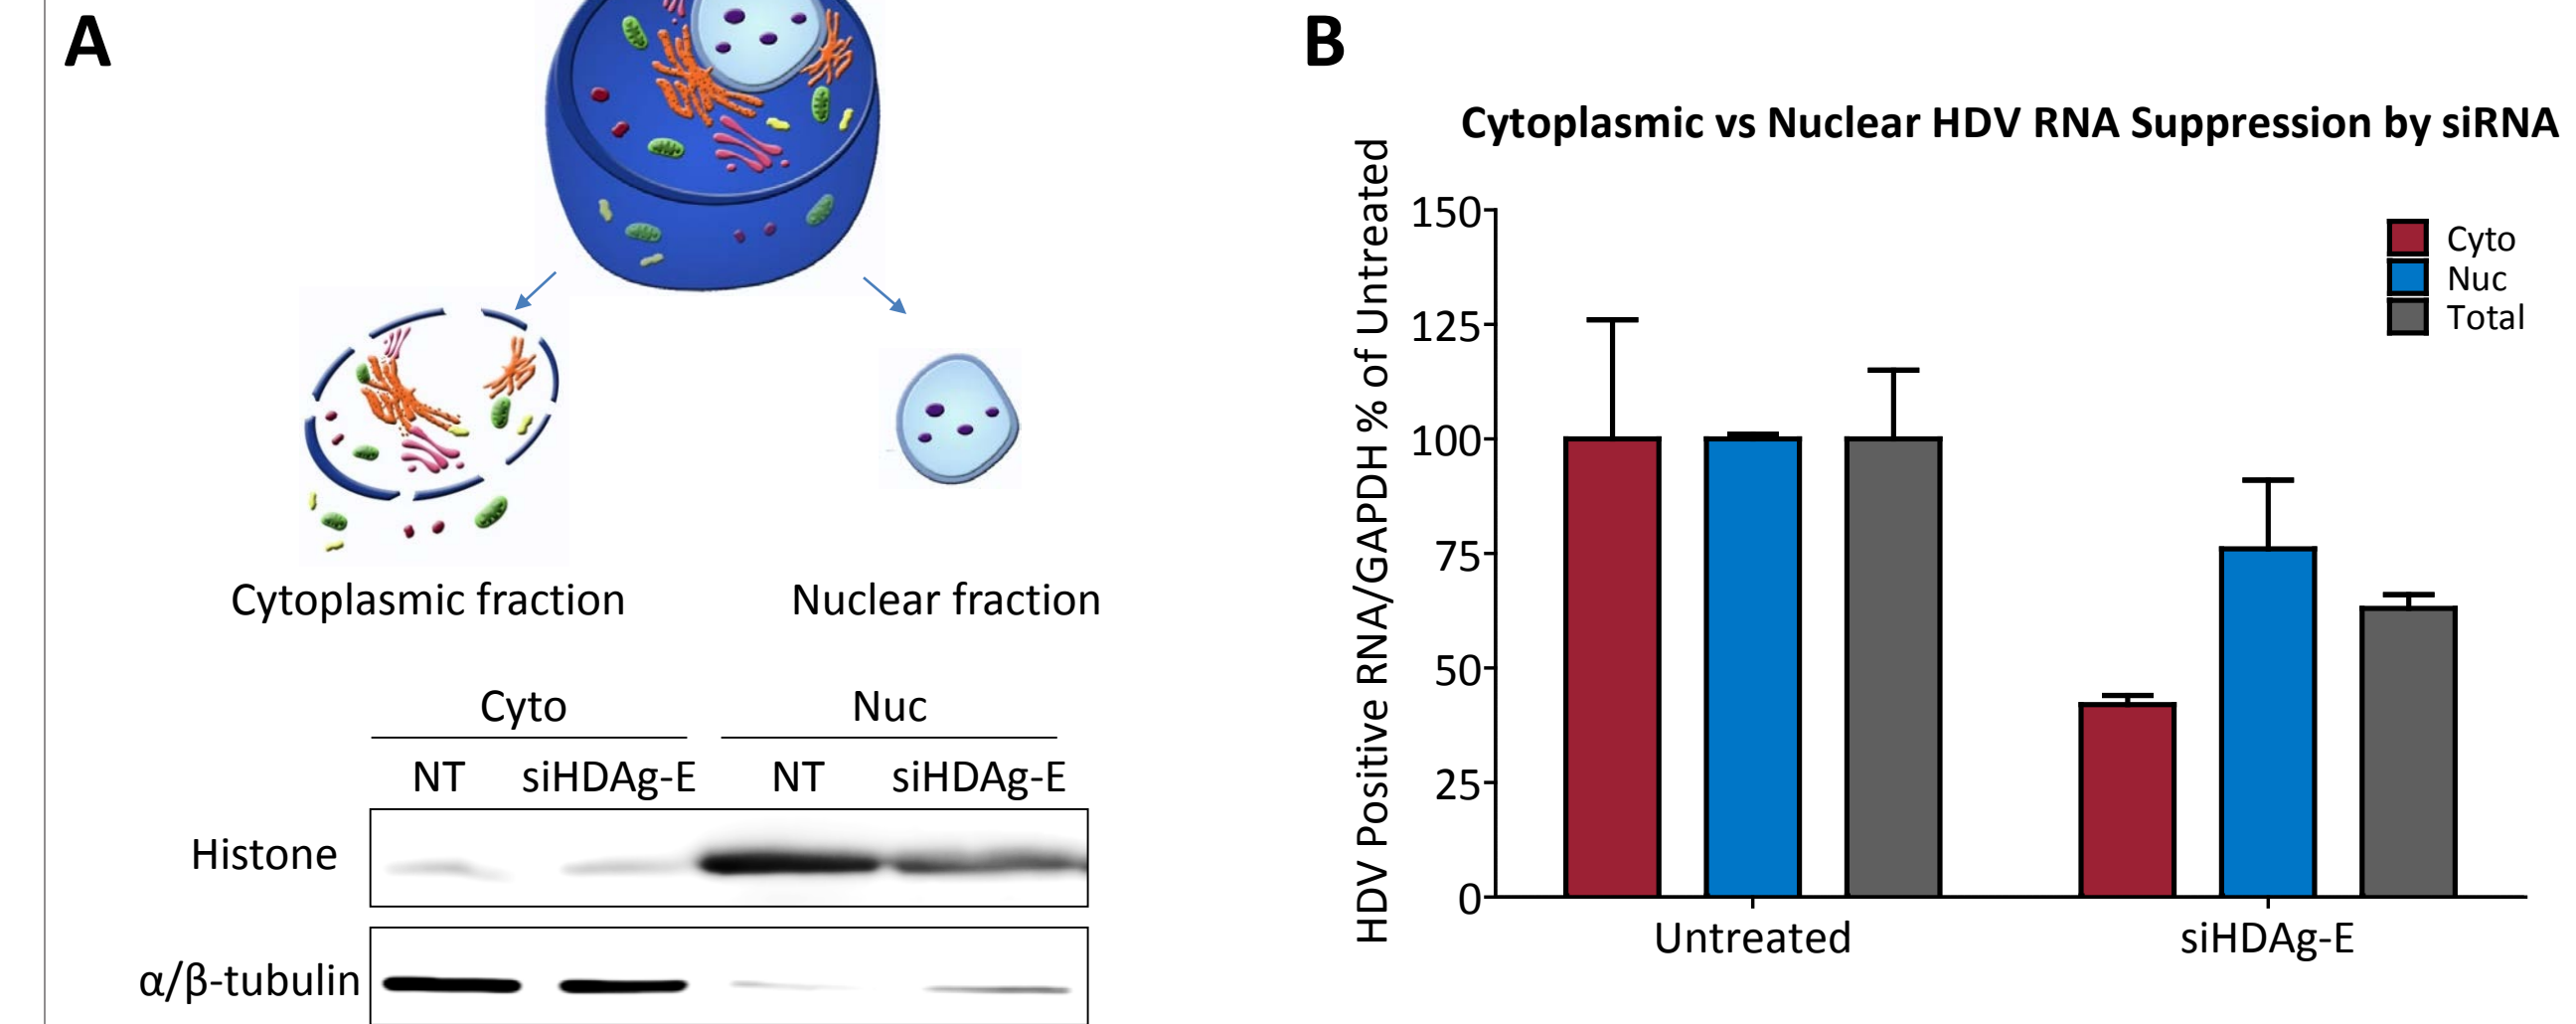 A
Cytoplasmic fraction
Nuclear fraction
Cyto
Nuc
NT
siHDAg-E
NT
siHDAg-E
Histone
α/β-tubulin
B
Cytoplasmic vs Nuclear HDV RNA Suppression by siRNA
HDV Positive RNA/GAPDH % of Untreated
150
125
100
75
50
25
0
Cyto
Nuc
Total
Untreated
siHDAg-E